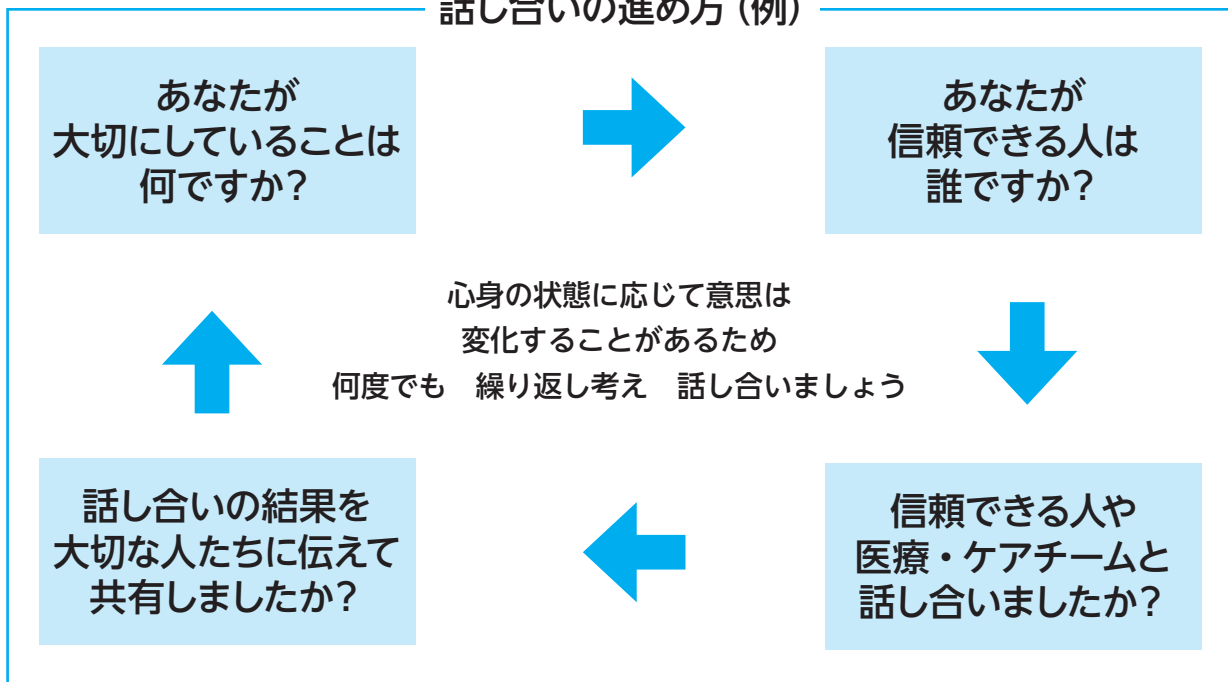 話し合いの進め方（例）
あなたが
大切にしていることは
何ですか？
あなたが
信頼できる人は
誰ですか？
心身の状態に応じて意思は
変化することがあるため
何度でも　繰り返し考え　話し合いましょう
話し合いの結果を
大切な人たちに伝えて
共有しましたか？
信頼できる人や
医療・ケアチームと
話し合いましたか？